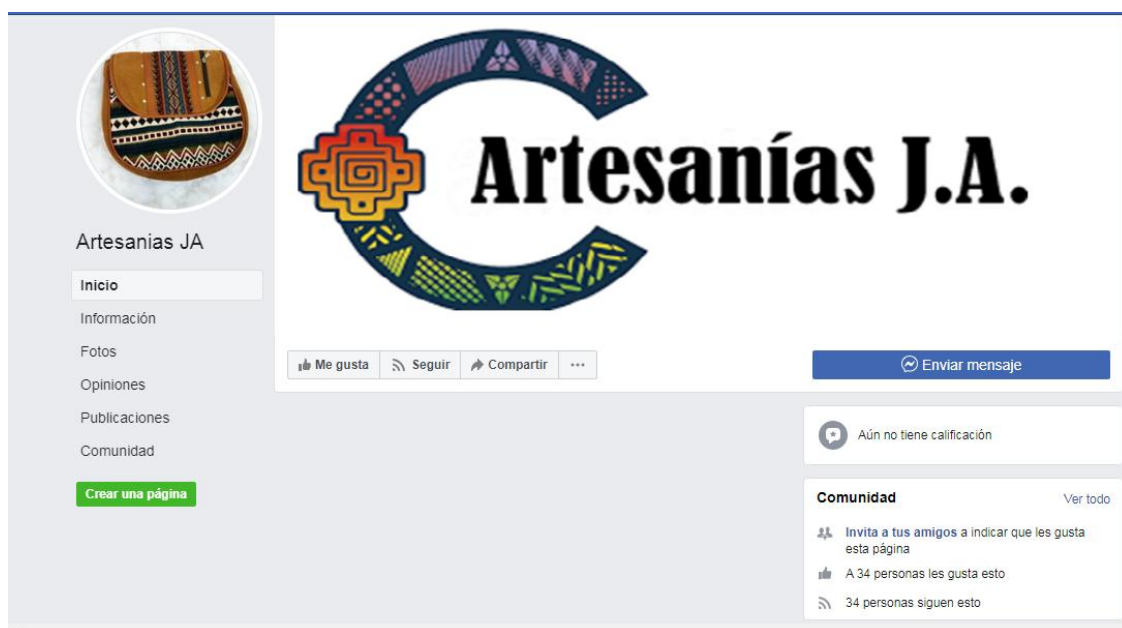 Artesanías J.A.
Artesanias JA
Inicio
Información
Fotos
Opiniones
Publicaciones
Comunidad
Crear una página
Me gusta
Seguir
Compartir
Enviar mensaje
Aún no tiene calificación
Comunidad
Ver todo
Invita a tus amigos a indicar que les gusta
esta página
A 34 personas les gusta esto
34 personas siguen esto